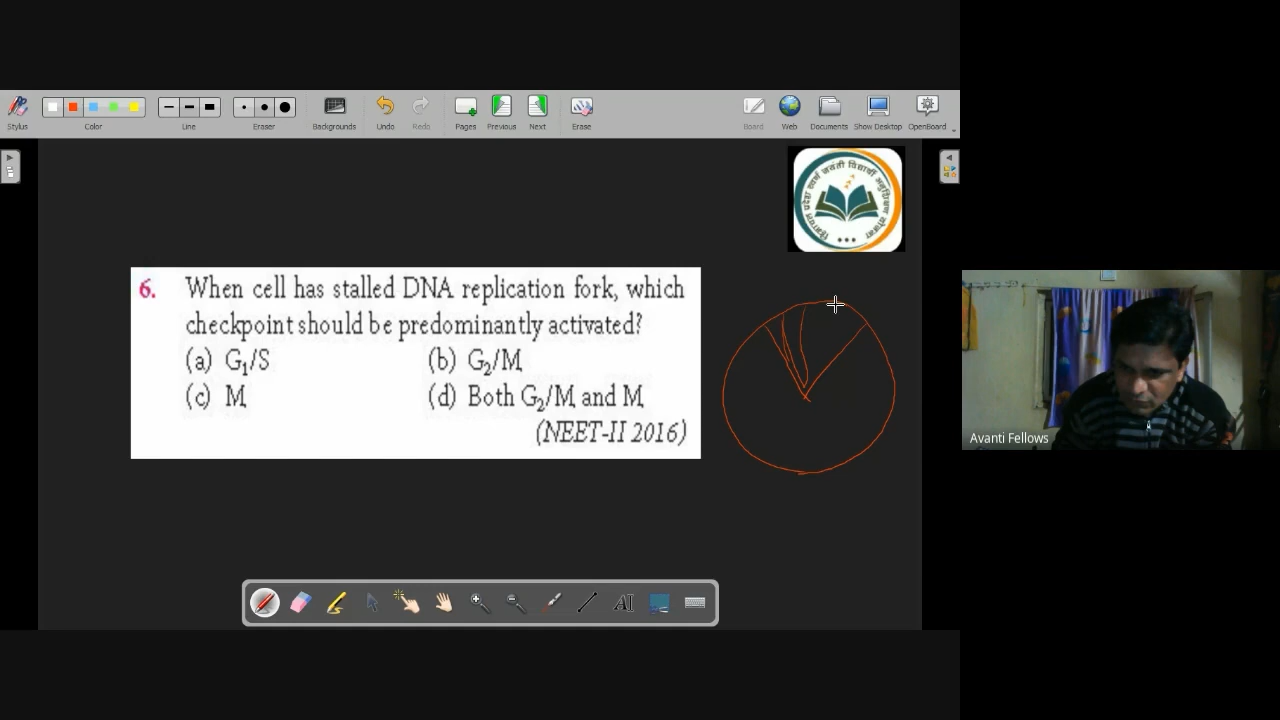 Stylus
Color
Line
Eraser
Backgrounds
Undo
Redo
Pages
Previous
Next
Erase
Board
Web
Documents
Show Desktop
OpenBoard
6. When cell has stalled DNA replication fork, which
checkpoint should be predominantly activated?
(a) G₁/S (b) G₂/M
(c) M (d) Both G₂/M and M
(NEET-II 2016)
Avanti Fellows